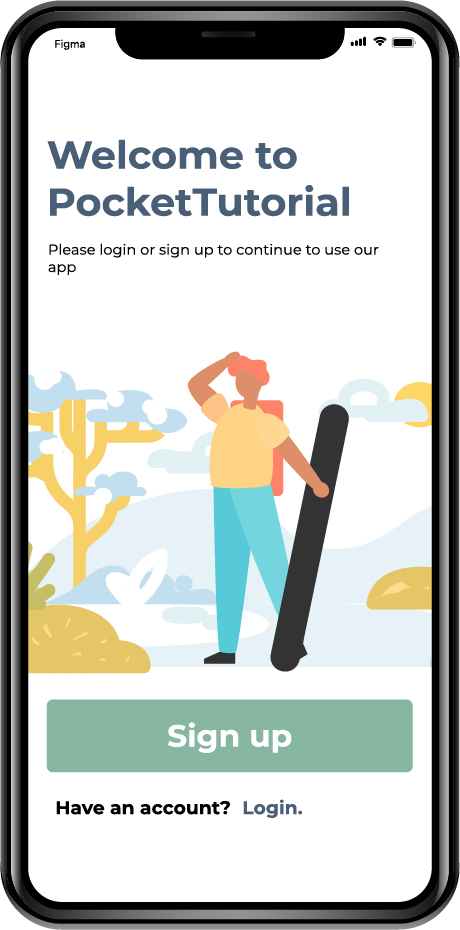 Figma
Welcome to
PocketTutorial
Please login or sign up to continue to use our
app
Sign up
Have an account? Login.